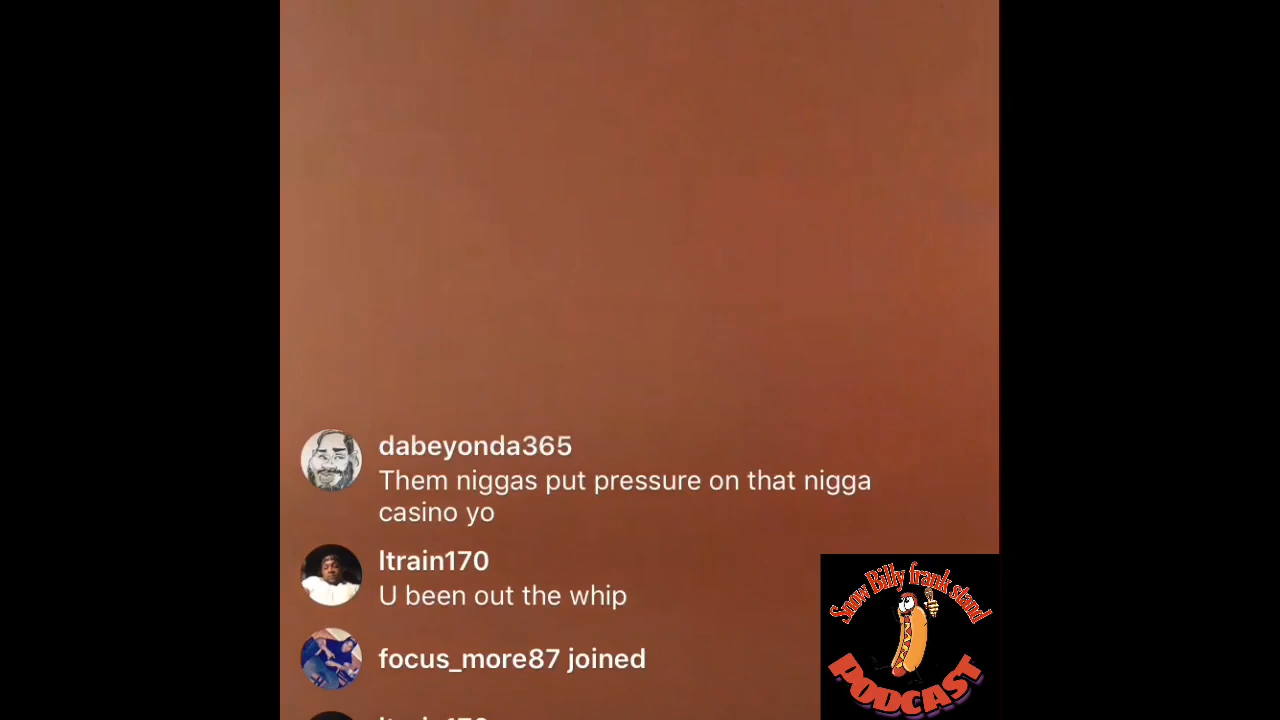 dabeyonda365
Them niggas put pressure on that nigga
casino yo
ltrain170
U been out the whip
focus_more87 joined
ltrain170
Snow Billy frank stand
PODCAST